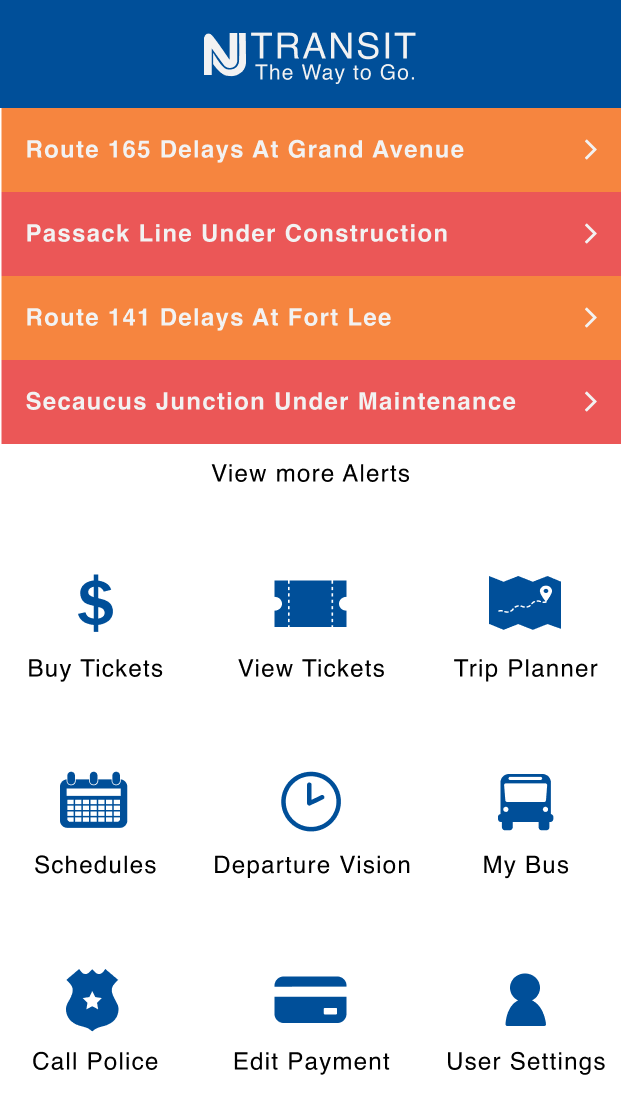 NJ TRANSIT
The Way to Go.
Route 165 Delays At Grand Avenue
Passack Line Under Construction
Route 141 Delays At Fort Lee
Secaucus Junction Under Maintenance
View more Alerts
$
Buy Tickets View Tickets Trip Planner
Schedules Departure Vision My Bus
Call Police Edit Payment User Settings